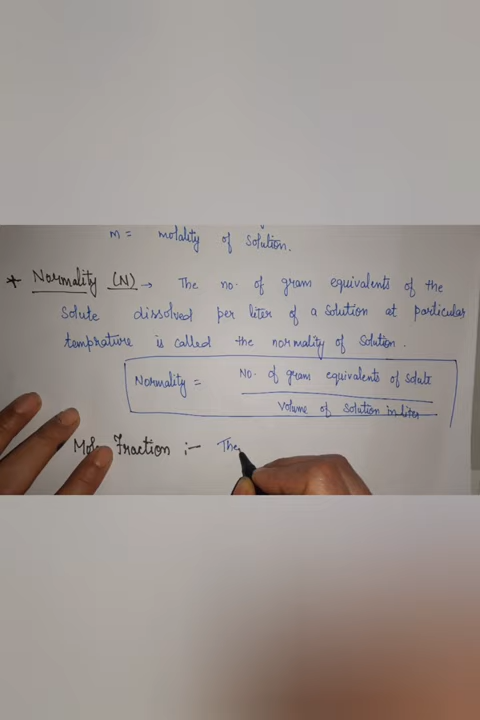 m = molality of Solution.
* Normality (N) → The no. of gram equivalents of the
Solute dissolved per liter of a Solution at particular
temprature is called the normality of Solution.
Normality = No. of gram equivalents of solute
Volume of Solution in liter
Mole Fraction :- The